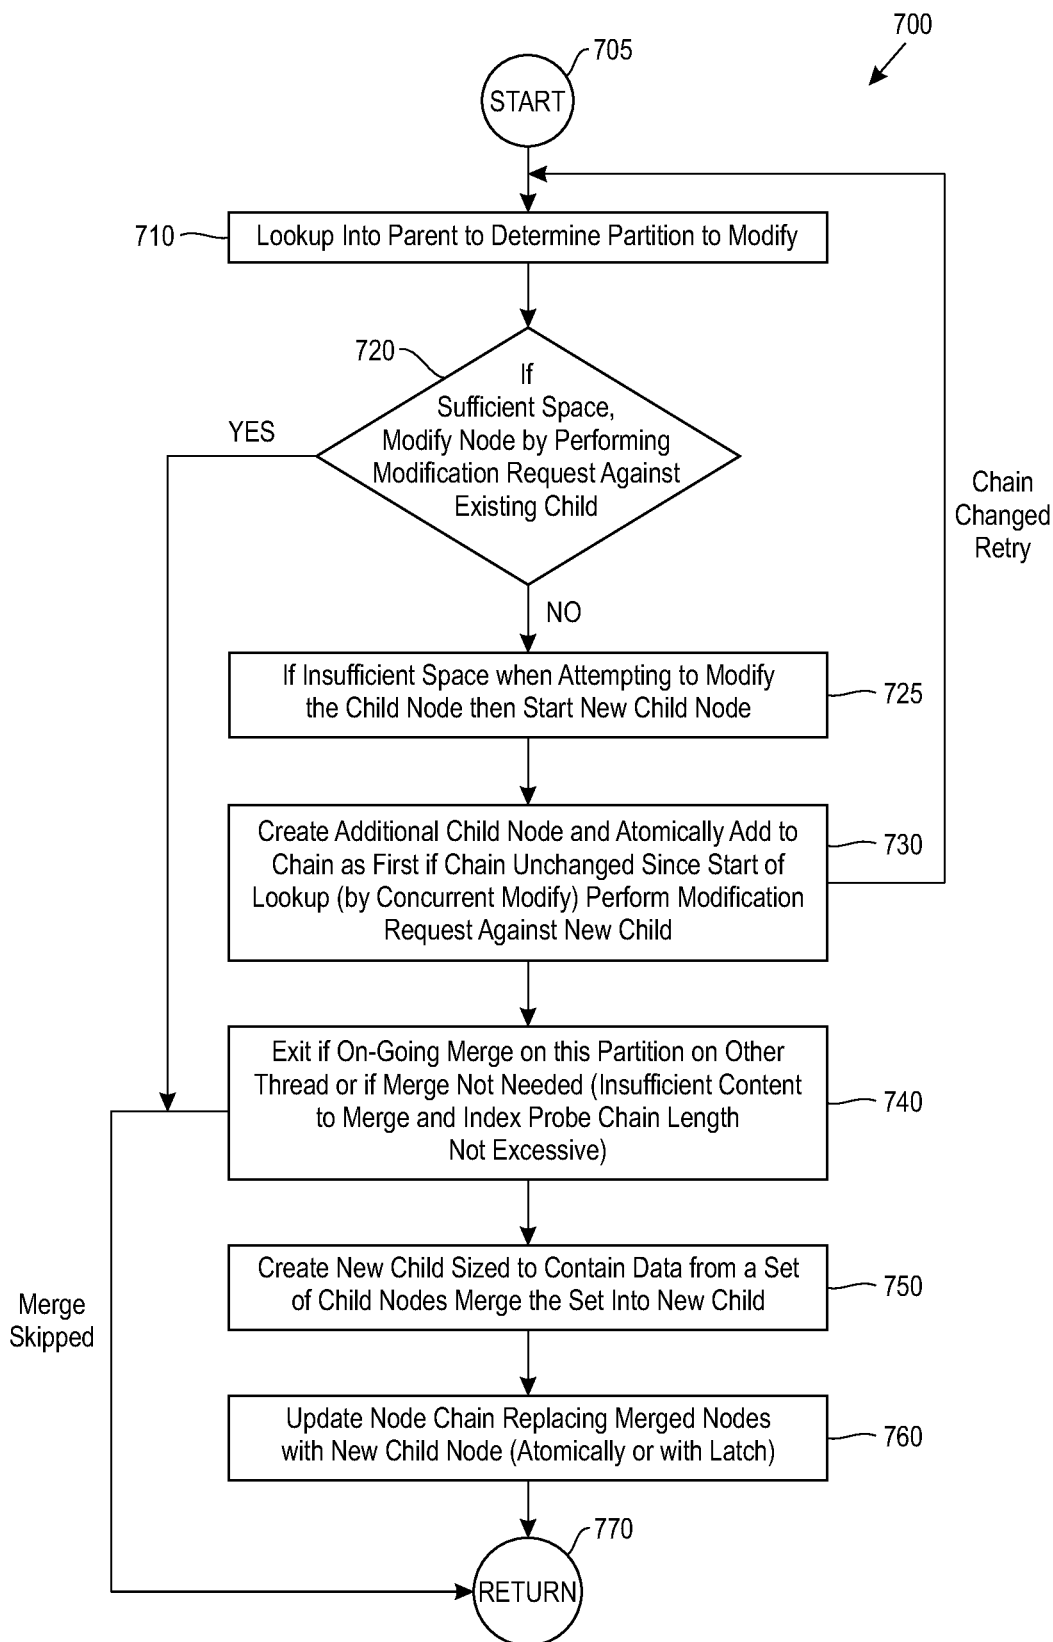 700
705
START
710
Lookup Into Parent to Determine Partition to Modify
720
If
Sufficient Space,
Modify Node by Performing
Modification Request Against
Existing Child
YES
NO
Chain
Changed
Retry
If Insufficient Space when Attempting to Modify
the Child Node then Start New Child Node
725
Create Additional Child Node and Atomically Add to
Chain as First if Chain Unchanged Since Start of
Lookup (by Concurrent Modify) Perform Modification
Request Against New Child
730
Exit if On-Going Merge on this Partition on Other
Thread or if Merge Not Needed (Insufficient Content
to Merge and Index Probe Chain Length
Not Excessive)
740
Create New Child Sized to Contain Data from a Set
of Child Nodes Merge the Set Into New Child
750
Merge
Skipped
Update Node Chain Replacing Merged Nodes
with New Child Node (Atomically or with Latch)
760
770
RETURN